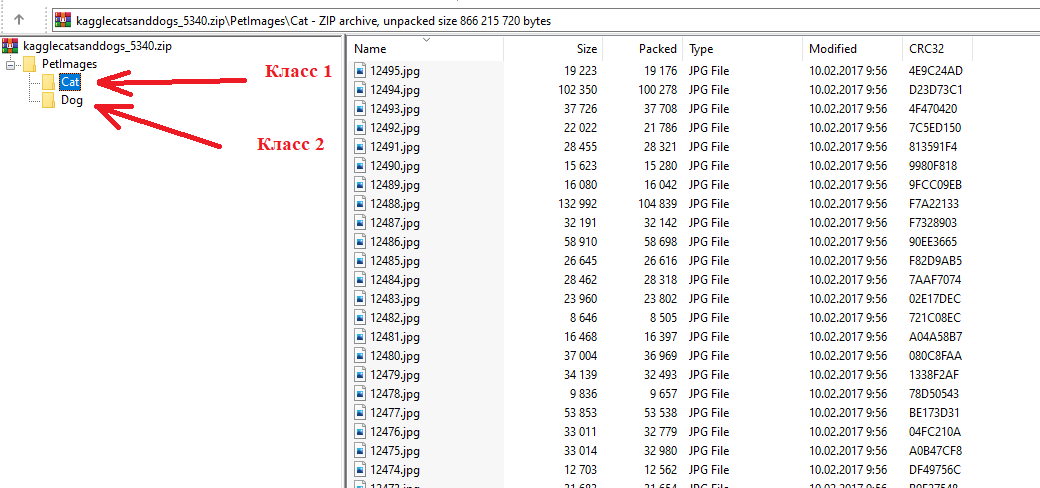 kagglecatsanddogs_5340.zip\PetImages\Cat - ZIP archive, unpacked size 866 215 720 bytes
kagglecatsanddogs_5340.zip
PetImages
Cat
Dog
Класс 1
Класс 2
Name Size Packed Type Modified CRC32
12495.jpg 19 223 19 176 JPG File 10.02.2017 9:56 4E9C24AD
12494.jpg 102 350 100 278 JPG File 10.02.2017 9:56 D23D73C1
12493.jpg 37 726 37 708 JPG File 10.02.2017 9:56 4F470420
12492.jpg 22 022 21 786 JPG File 10.02.2017 9:56 7C5ED150
12491.jpg 28 455 28 321 JPG File 10.02.2017 9:56 813591F4
12490.jpg 15 623 15 280 JPG File 10.02.2017 9:56 9980F818
12489.jpg 16 080 16 042 JPG File 10.02.2017 9:56 9FCC09EB
12488.jpg 132 992 104 839 JPG File 10.02.2017 9:56 F7A22133
12487.jpg 32 191 32 142 JPG File 10.02.2017 9:56 F7328903
12486.jpg 58 910 58 698 JPG File 10.02.2017 9:56 90EE3665
12485.jpg 26 645 26 616 JPG File 10.02.2017 9:56 F82D9AB5
12484.jpg 28 462 28 318 JPG File 10.02.2017 9:56 7AAF7074
12483.jpg 23 960 23 802 JPG File 10.02.2017 9:56 02E17DEC
12482.jpg 8 646 8 505 JPG File 10.02.2017 9:56 721C08EC
12481.jpg 16 468 16 397 JPG File 10.02.2017 9:56 A04A58B7
12480.jpg 37 004 36 969 JPG File 10.02.2017 9:56 080C8FAA
12479.jpg 34 139 32 493 JPG File 10.02.2017 9:56 1338F2AF
12478.jpg 9 836 9 657 JPG File 10.02.2017 9:56 78D50543
12477.jpg 53 853 53 538 JPG File 10.02.2017 9:56 BE173D31
12476.jpg 33 011 32 779 JPG File 10.02.2017 9:56 04FC210A
12475.jpg 33 014 32 980 JPG File 10.02.2017 9:56 A0B47CF8
12474.jpg 12 703 12 562 JPG File 10.02.2017 9:56 DF49756C